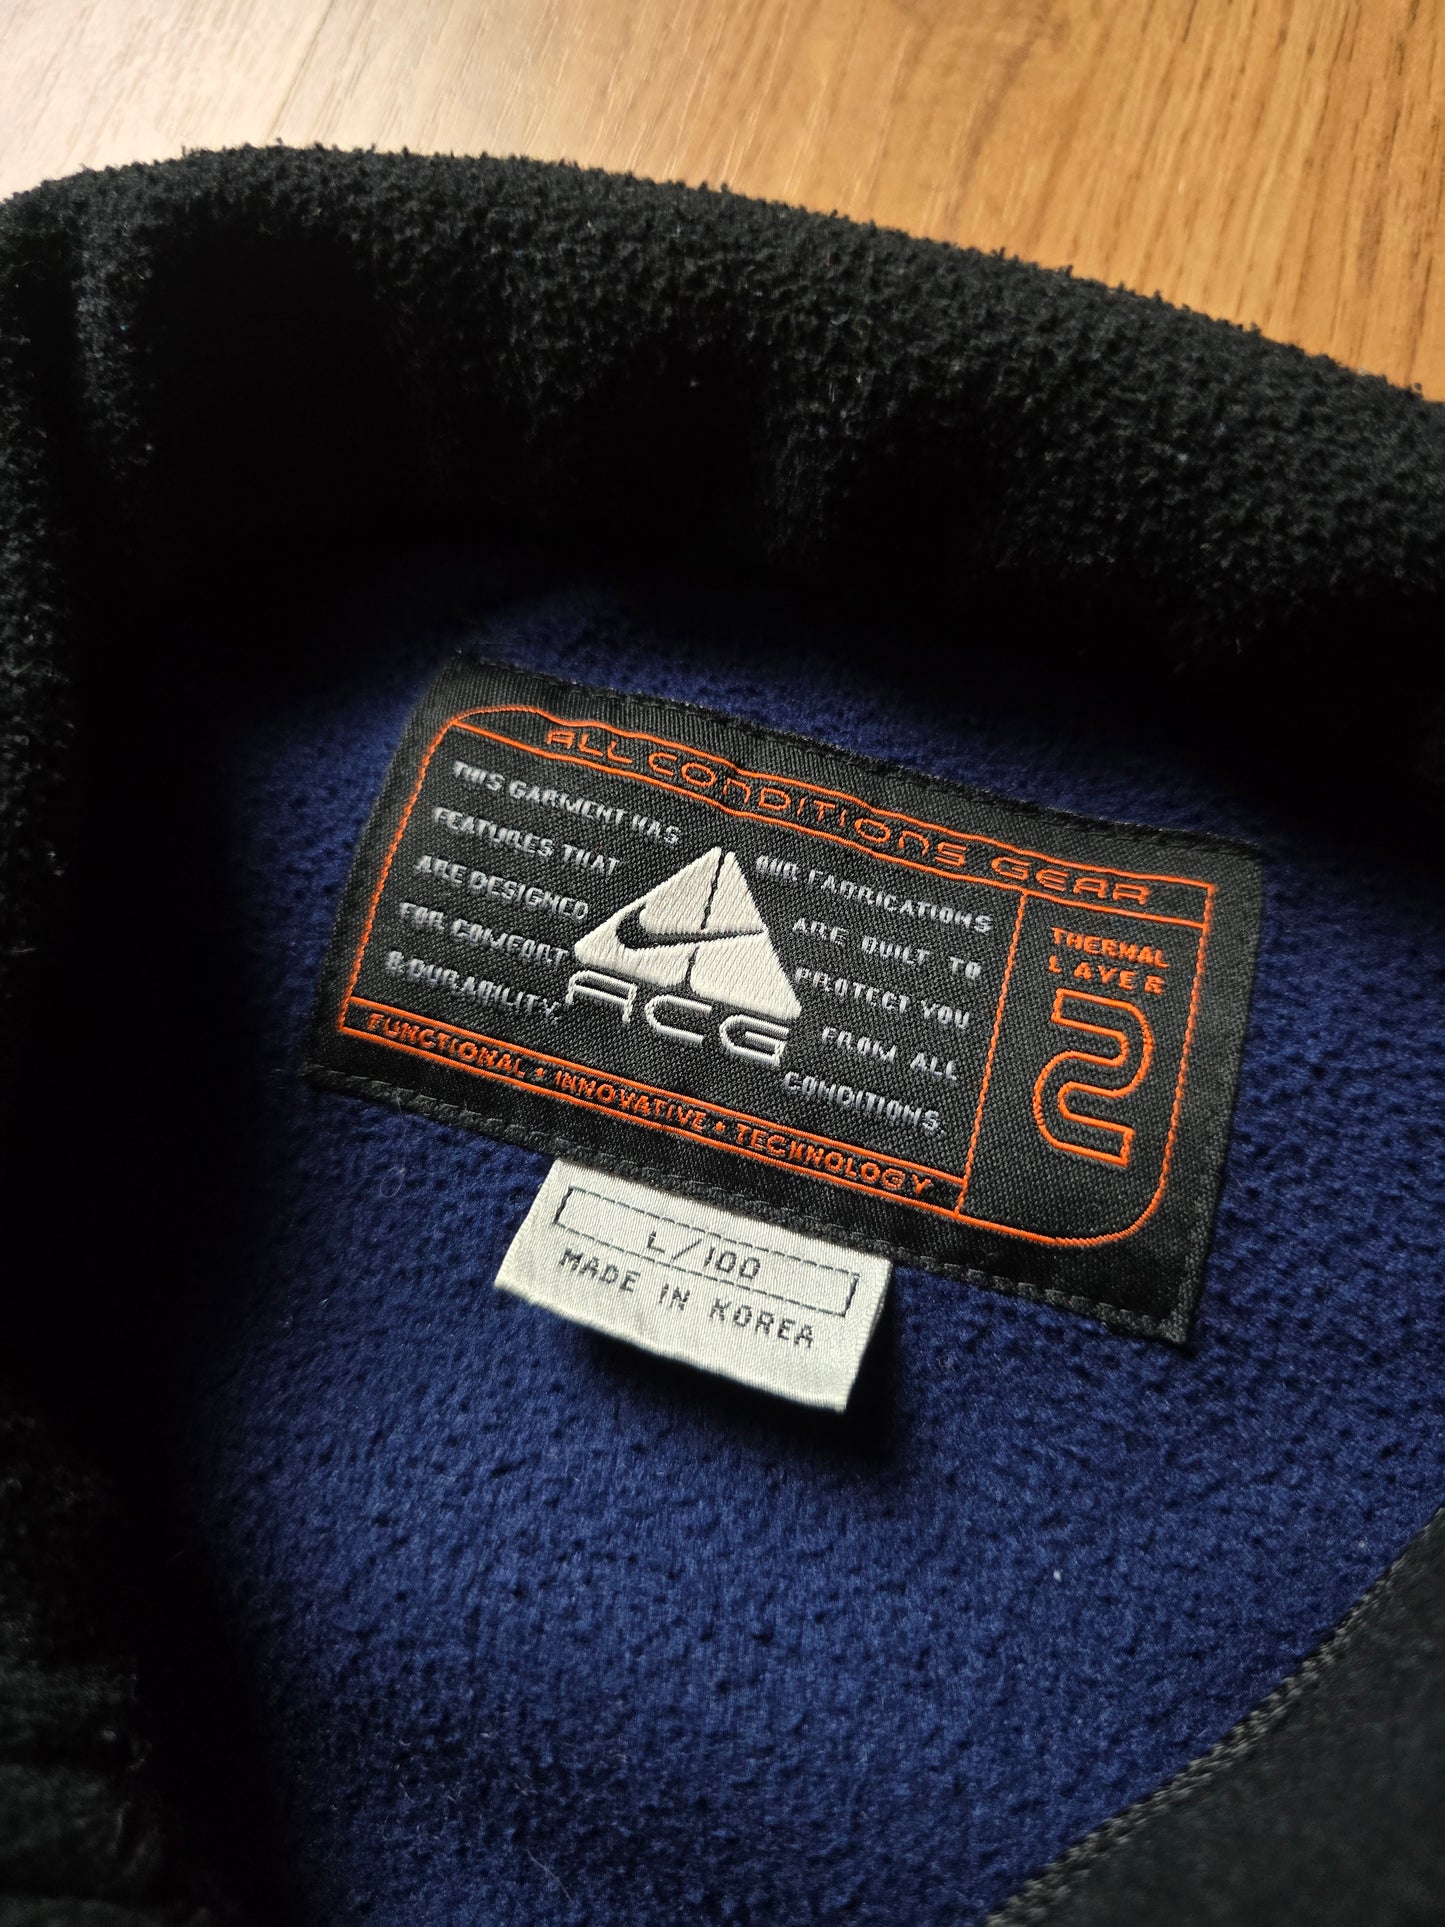 ALL CONDITIONS GEAR
THIS GARMENT HAS
FEATURES THAT
ARE DESIGNED
FOR COMFORT
& DURABILITY.
ACG
OUR FABRICATIONS
ARE BUILT TO
PROTECT YOU
FROM ALL
CONDITIONS.
THERMAL
LAYER
2
FUNCTIONAL • INNOVATIVE • TECHNOLOGY
L/100
MADE IN KOREA